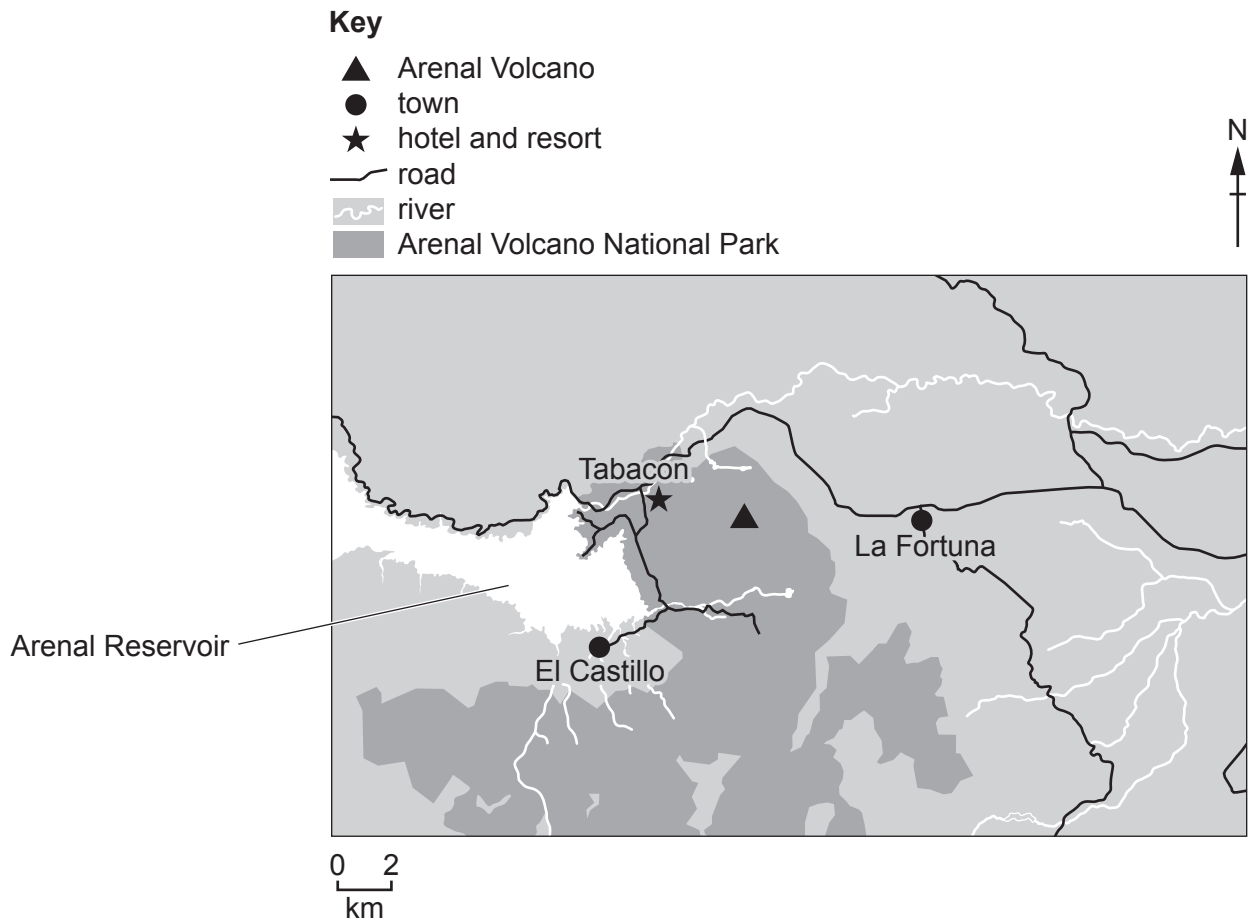 Key
Arenal Volcano
town
hotel and resort
road
river
Arenal Volcano National Park
N
Tabacón
La Fortuna
Arenal Reservoir
El Castillo
0 2
km